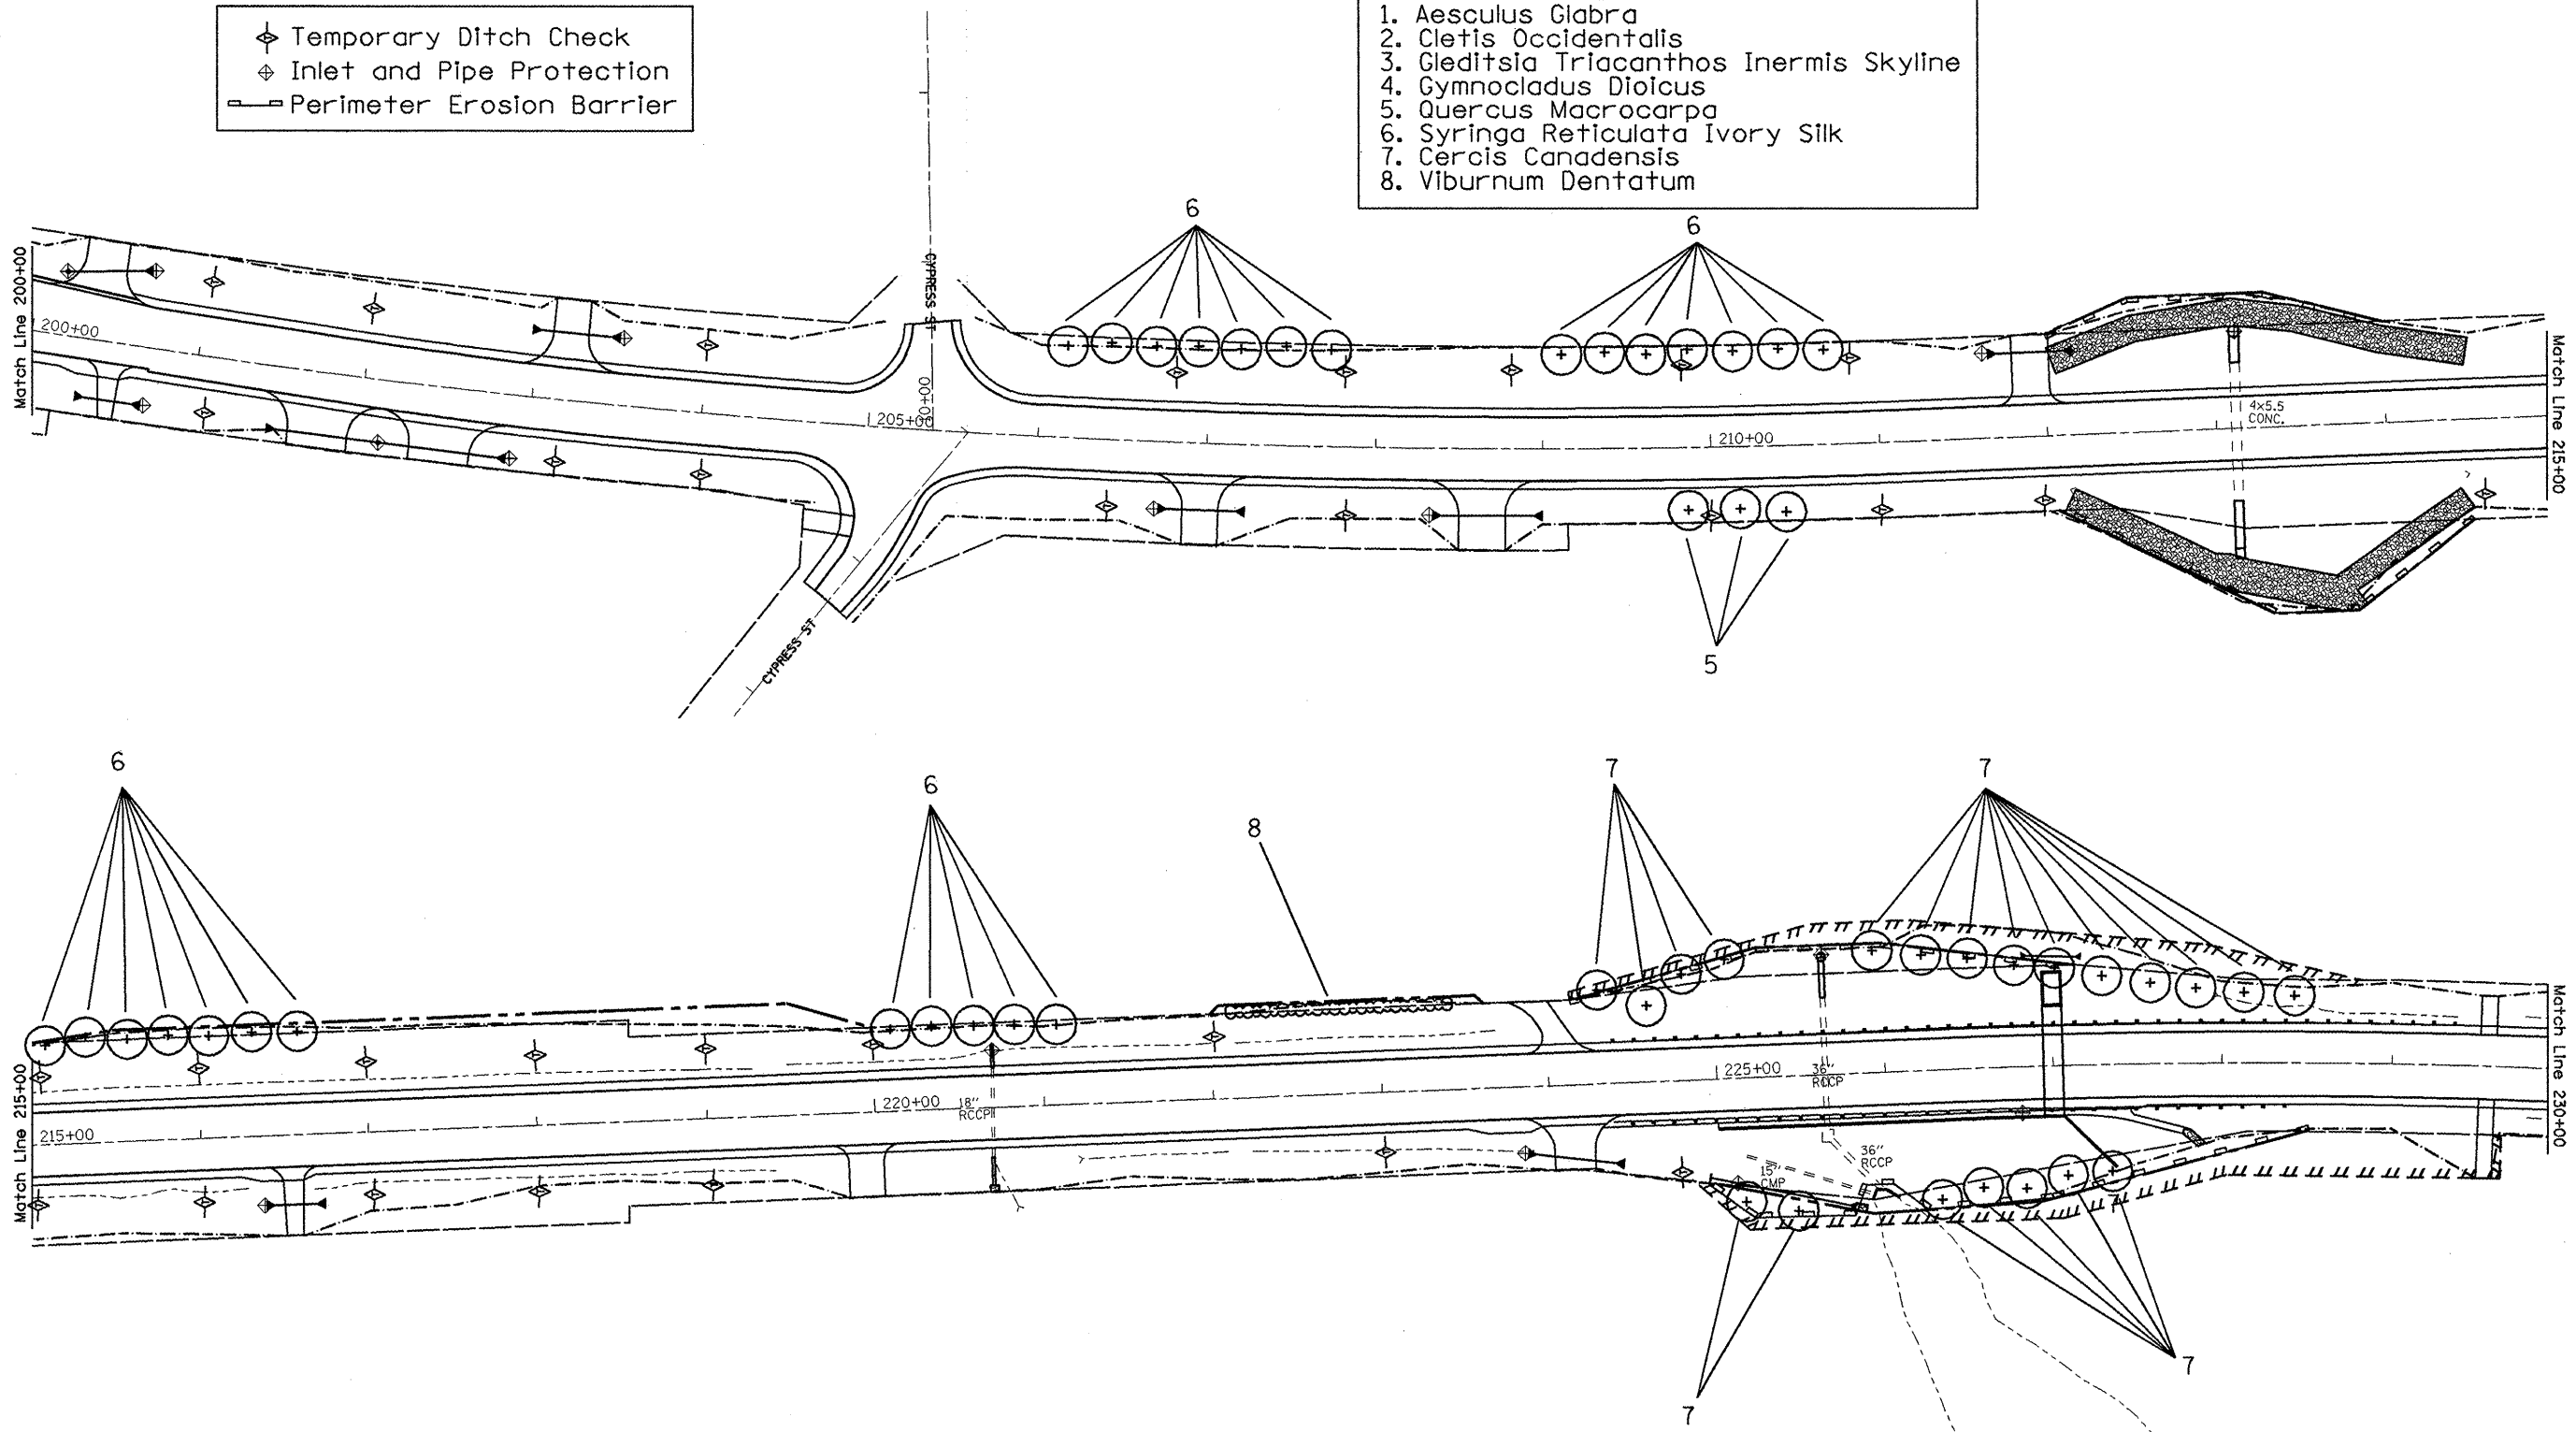 Temporary Ditch Check
Inlet and Pipe Protection
Perimeter Erosion Barrier
1. Aesculus Glabra
2. Cletis Occidentalis
3. Gleditsia Triacanthos Inermis Skyline
4. Gymnocladus Dioicus
5. Quercus Macrocarpa
6. Syringa Reticulata Ivory Silk
7. Cercis Canadensis
8. Viburnum Dentatum
6
6
Match Line 200+00
200+00
CYPRESS ST
00+00
205+00
210+00
4x5.5
CONC.
Match Line 215+00
CYPRESS ST
5
6
6
8
7
7
Match Line 215+00
215+00
220+00
18"
RCCP
225+00
36"
RCCP
36"
RCCP
15"
CMP
Match Line 230+00
7
7